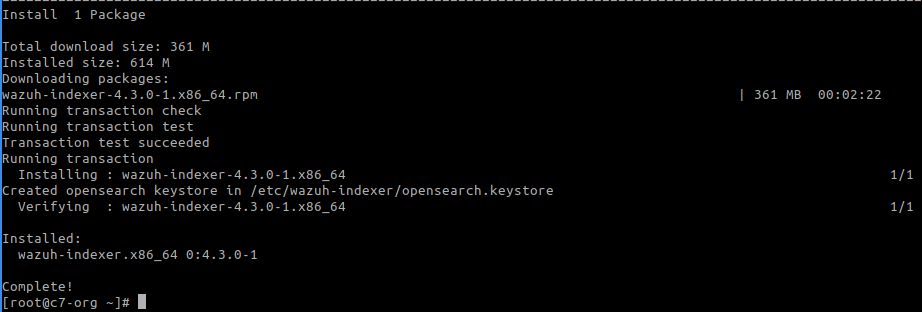 Install  1 Package
Total download size: 361 M
Installed size: 614 M
Downloading packages:
wazuh-indexer-4.3.0-1.x86_64.rpm | 361 MB  00:02:22
Running transaction check
Running transaction test
Transaction test succeeded
Running transaction
  Installing : wazuh-indexer-4.3.0-1.x86_64 1/1
Created opensearch keystore in /etc/wazuh-indexer/opensearch.keystore
  Verifying  : wazuh-indexer-4.3.0-1.x86_64 1/1
Installed:
  wazuh-indexer.x86_64 0:4.3.0-1
Complete!
[root@c7-org ~]#